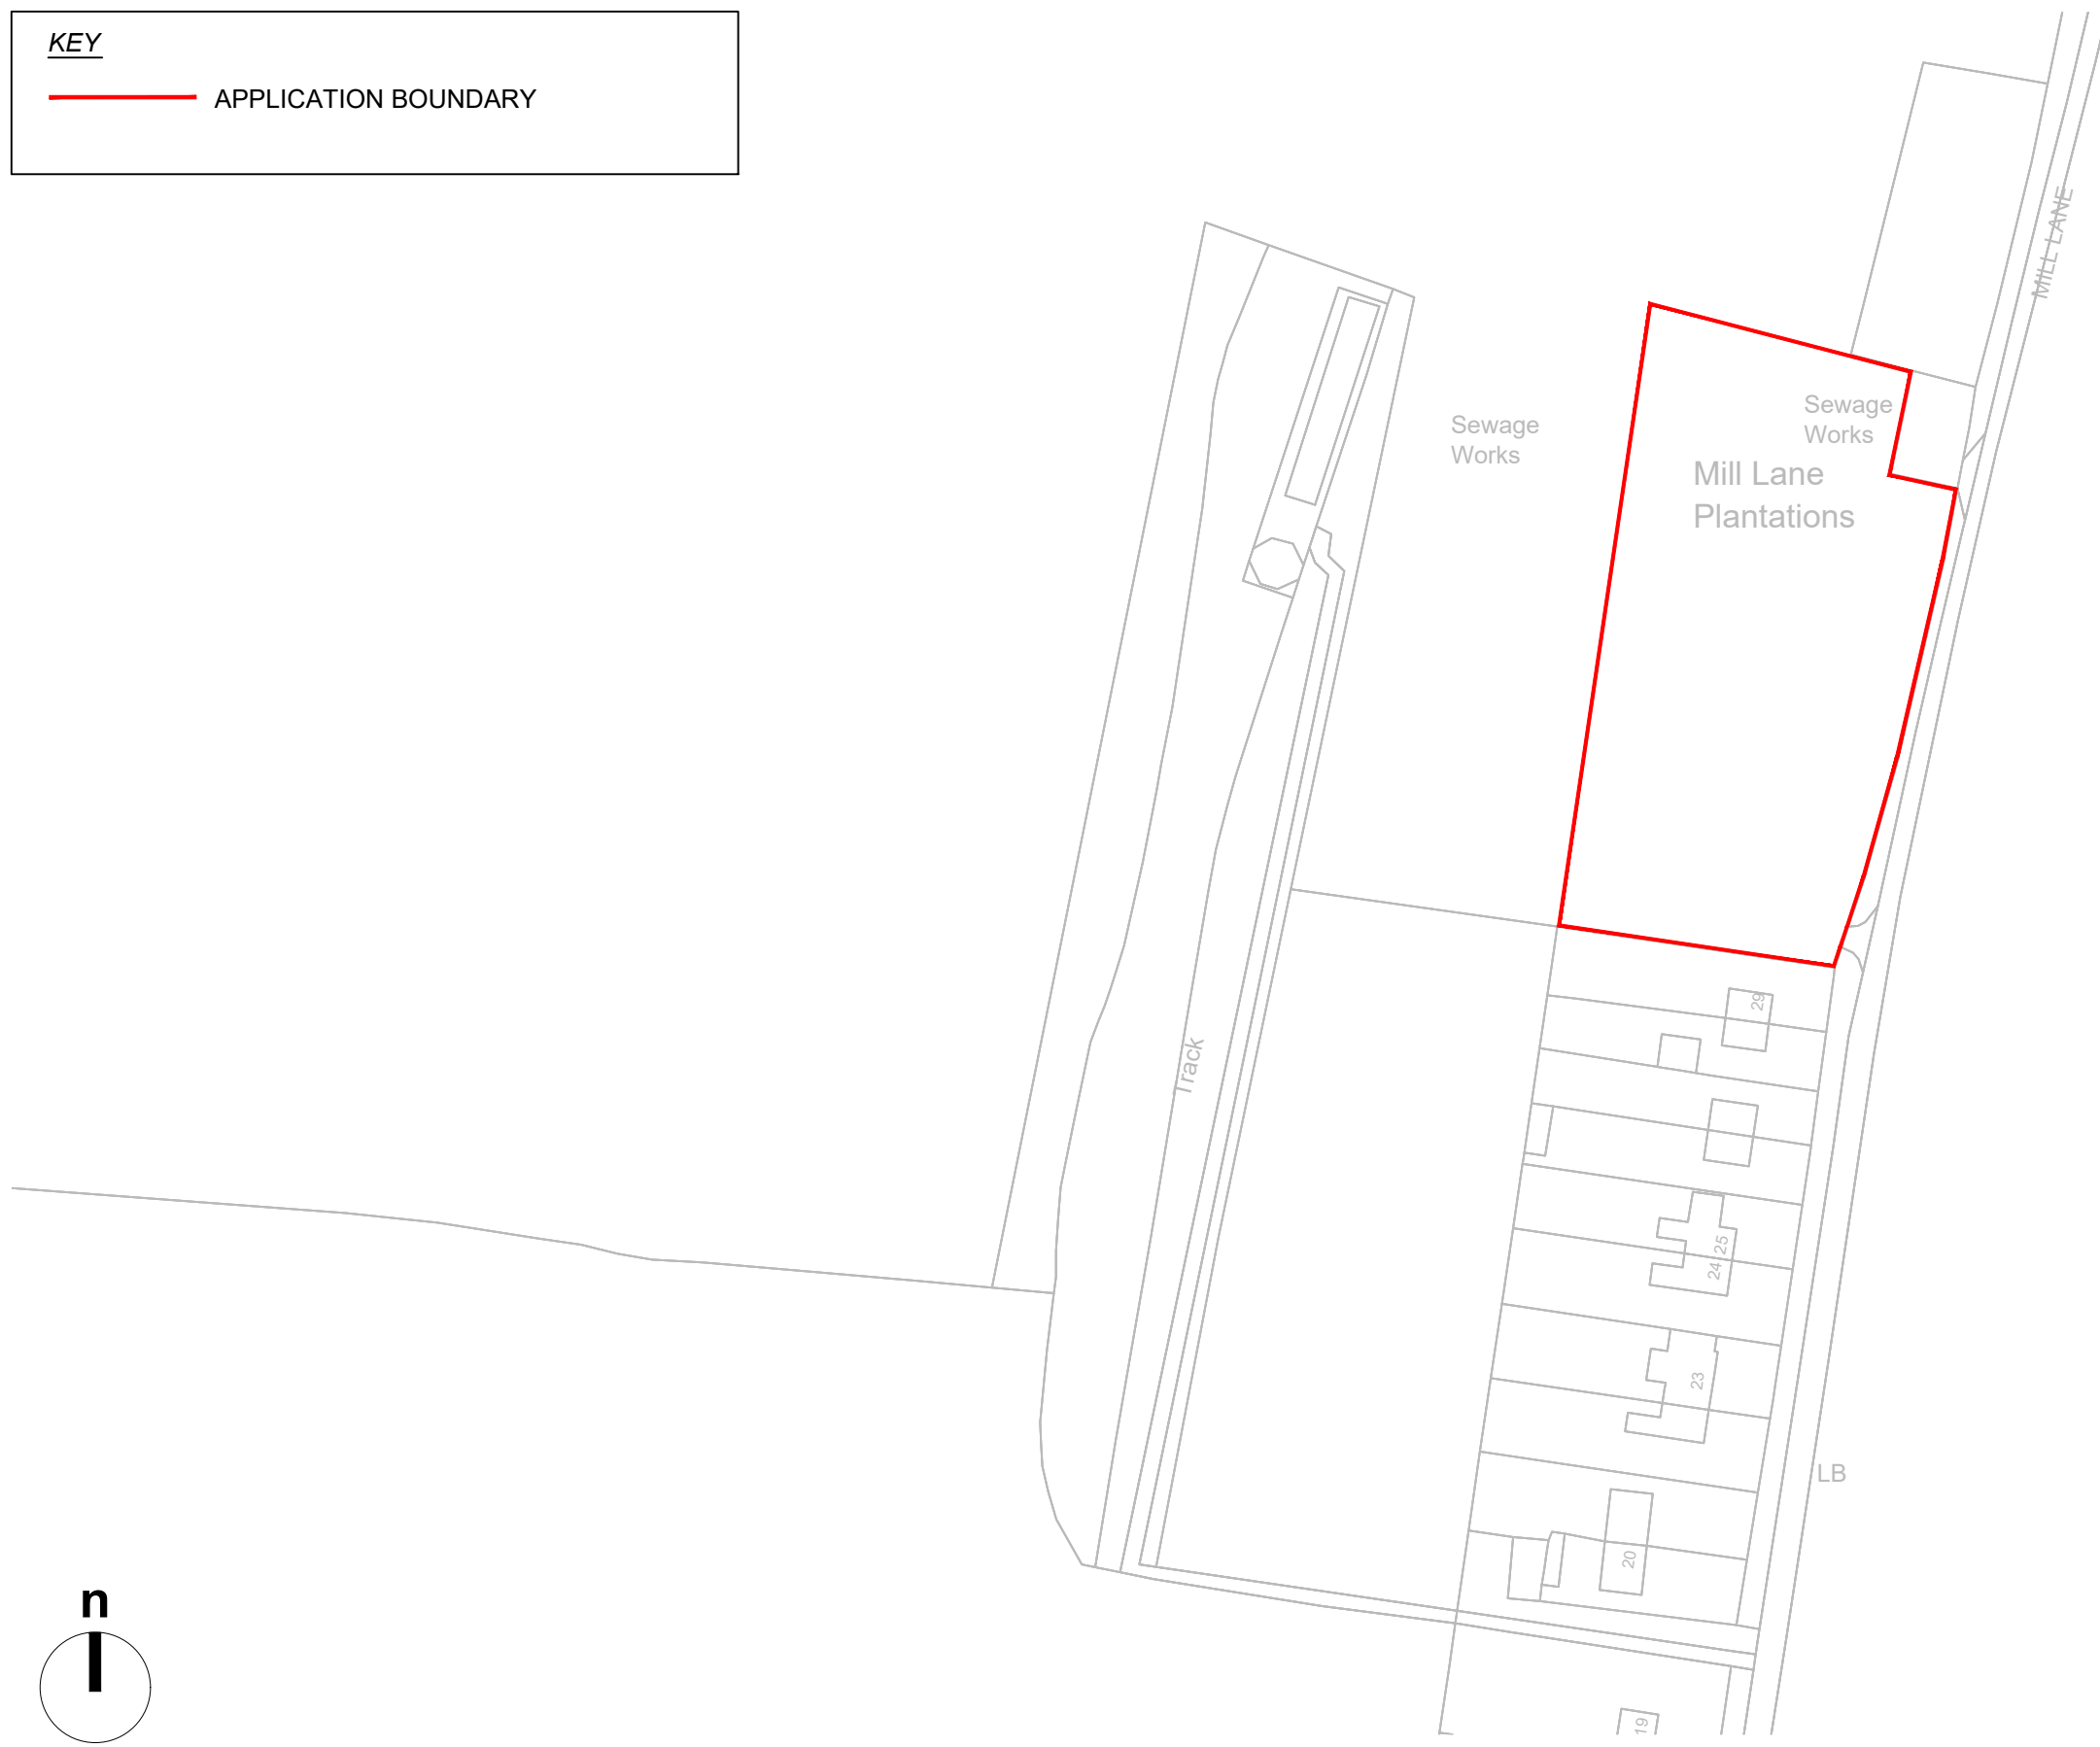 KEY
APPLICATION BOUNDARY
MILL LANE
Sewage
Works
Sewage
Works
Mill Lane
Plantations
29
Track
25
24
23
LB
20
19
n